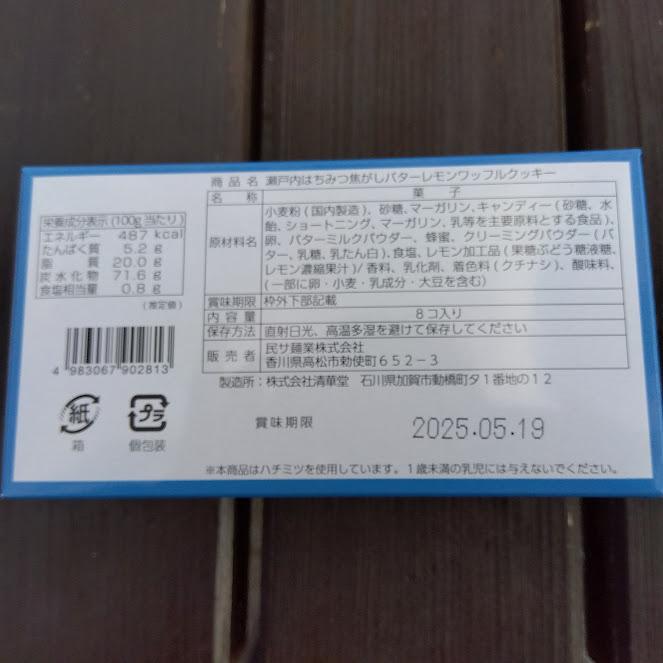 商品名 瀬戸内はちみつ焦がしバターレモンワッフルクッキー
名称 菓子
原材料名 小麦粉(国内製造)、砂糖、マーガリン、キャンディー(砂糖、水
飴、ショートニング、マーガリン、乳等を主要原料とする食品)、
卵、バターミルクパウダー、蜂蜜、クリーミングパウダー(バ
ター、乳糖、乳たん白)、食塩、レモン加工品(果糖ぶどう糖液糖、
レモン濃縮果汁)/香料、乳化剤、着色料(クチナシ)、酸味料、
(一部に卵・小麦・乳成分・大豆を含む)
賞味期限 枠外下部記載
内容量 8コ入り
保存方法 直射日光、高温多湿を避けて保存してください
販売者 民サ麺業株式会社
香川県高松市勅使町652-3
製造所:株式会社清華堂 石川県加賀市動橋町タ1番地の12
賞味期限 2025.05.19
※本商品はハチミツを使用しています。1歳未満の乳児には与えないでください。
栄養成分表示(100g当たり)
エネルギー 487 kcal
たんぱく質 5.2 g
脂質 20.0 g
炭水化物 71.6 g
食塩相当量 0.8 g
(推定値)
4 983067 902813
紙
箱
プラ
個包装